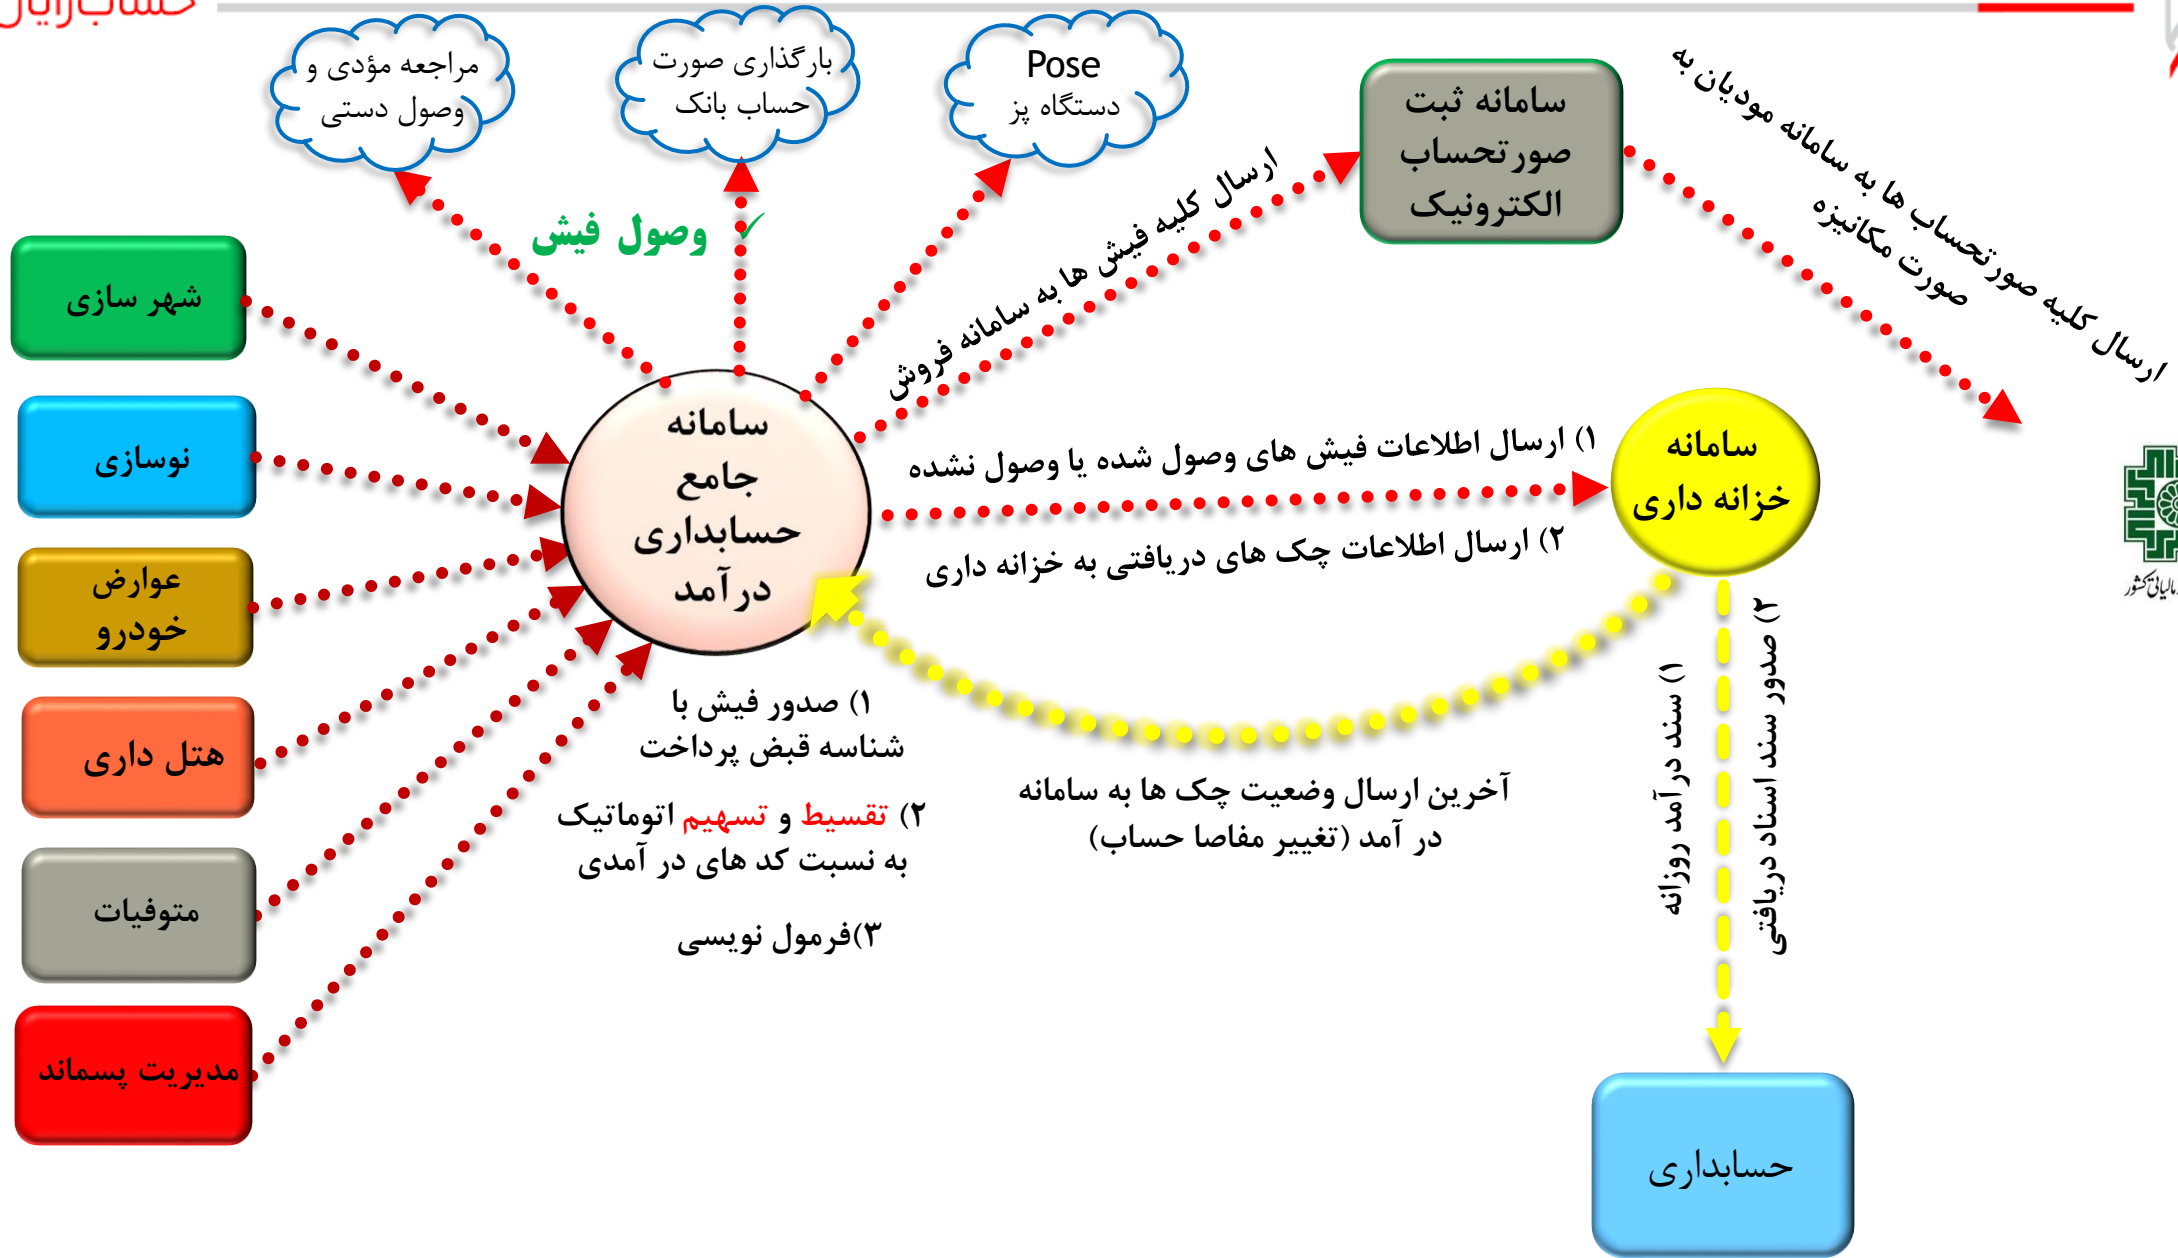 مراجعه مؤدی و
وصول دستی
بارگذاری صورت
حساب بانک
Pose
دستگاه پز
سامانه ثبت
صورتحساب
الکترونیک
ارسال کلیه صورتحساب ها به سامانه مودیان به
صورت مکانیزه
ارسال کلیه فیش ها به سامانه فروش
✓ وصول فیش
شهر سازی
نوسازی
عوارض
خودرو
هتل داری
متوفیات
مدیریت پسماند
سامانه
جامع
حسابداری
درآمد
۱) ارسال اطلاعات فیش های وصول شده یا وصول نشده
۲) ارسال اطلاعات چک های دریافتی به خزانه داری
سامانه
خزانه داری
۱) صدور فیش با
شناسه قبض پرداخت
۲) تقسیط و تسهیم اتوماتیک
به نسبت کد های در آمدی
۳)فرمول نویسی
آخرین ارسال وضعیت چک ها به سامانه
در آمد (تغییر مفاصا حساب)
۱) سند درآمد روزانه
۲) صدور سند اسناد دریافتی
حسابداری